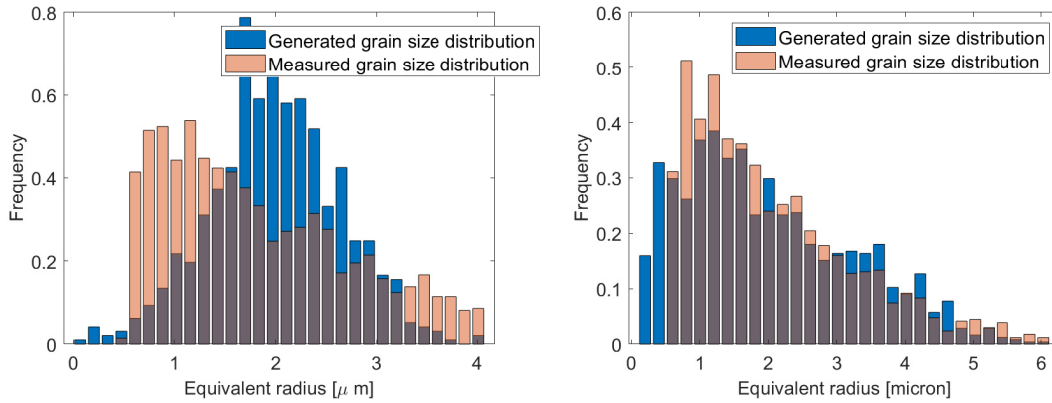 0.8
0.6
0.4
0.2
0
Frequency
Generated grain size distribution
Measured grain size distribution
0 1 2 3 4
Equivalent radius [μ m]
0.6
0.5
0.4
0.3
0.2
0.1
0
Frequency
Generated grain size distribution
Measured grain size distribution
0 1 2 3 4 5 6
Equivalent radius [micron]